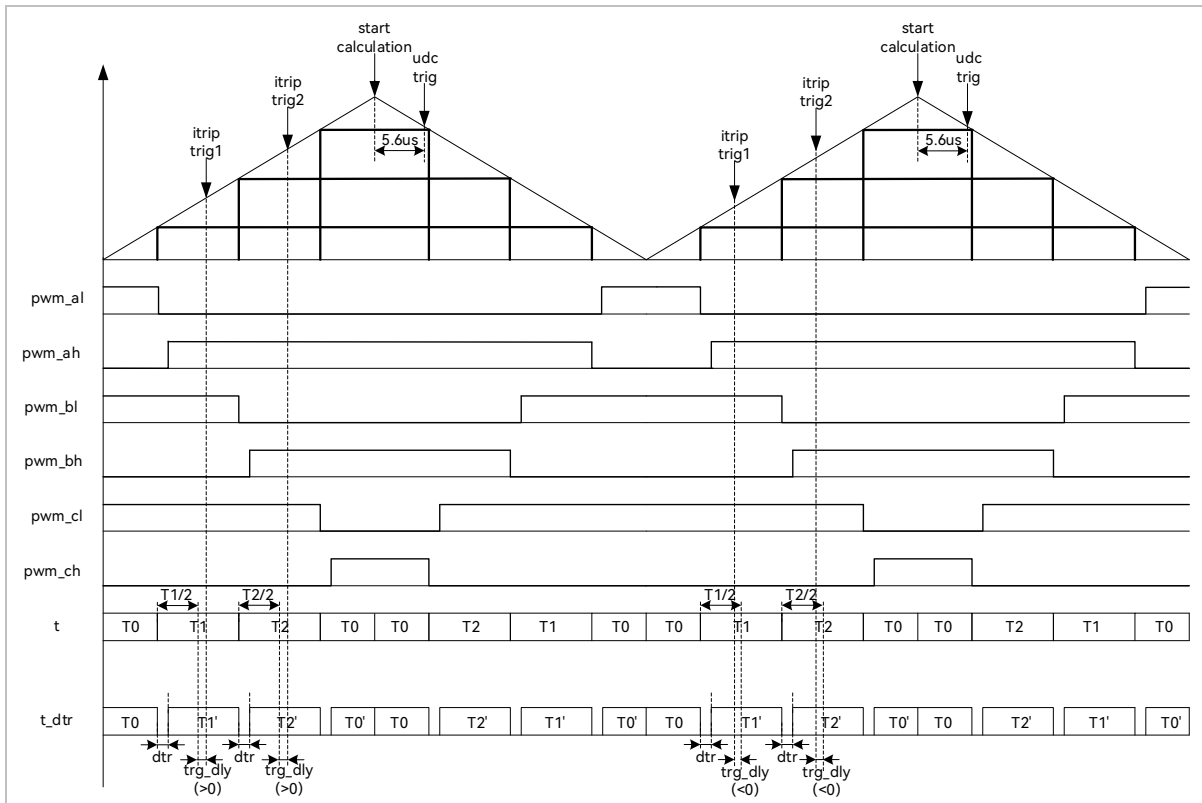 start
calculation
udc
trig
itrip
trig2
itrip
trig1
5.6us
start
calculation
udc
trig
itrip
trig2
itrip
trig1
5.6us
pwm_al
pwm_ah
pwm_bl
pwm_bh
pwm_cl
pwm_ch
T1/2 T2/2 T1/2 T2/2
t T0 T1 T2 T0 T0 T2 T1 T0 T0 T1 T2 T0 T0 T2 T1 T0
t_dtr T0 T1' T2' T0' T0 T2' T1' T0' T0 T1' T2' T0' T0 T2' T1' T0'
dtr dtr dtr dtr
trg_dly trg_dly trg_dly trg_dly
(>0) (>0) (<0) (<0)